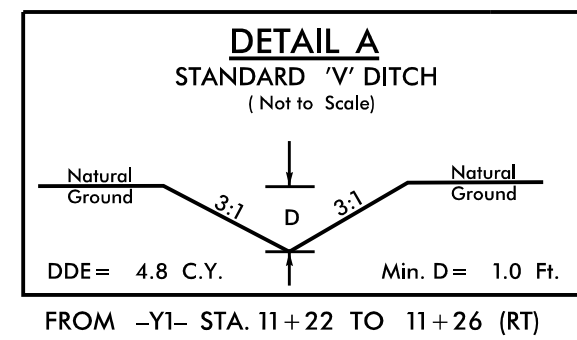 DETAIL A
STANDARD 'V' DITCH
( Not to Scale)
Natural
Ground
3:1
D
3:1
Natural
Ground
DDE= 4.8 C.Y.
Min. D= 1.0 Ft.
FROM -Y1- STA. 11+22 TO 11+26 (RT)